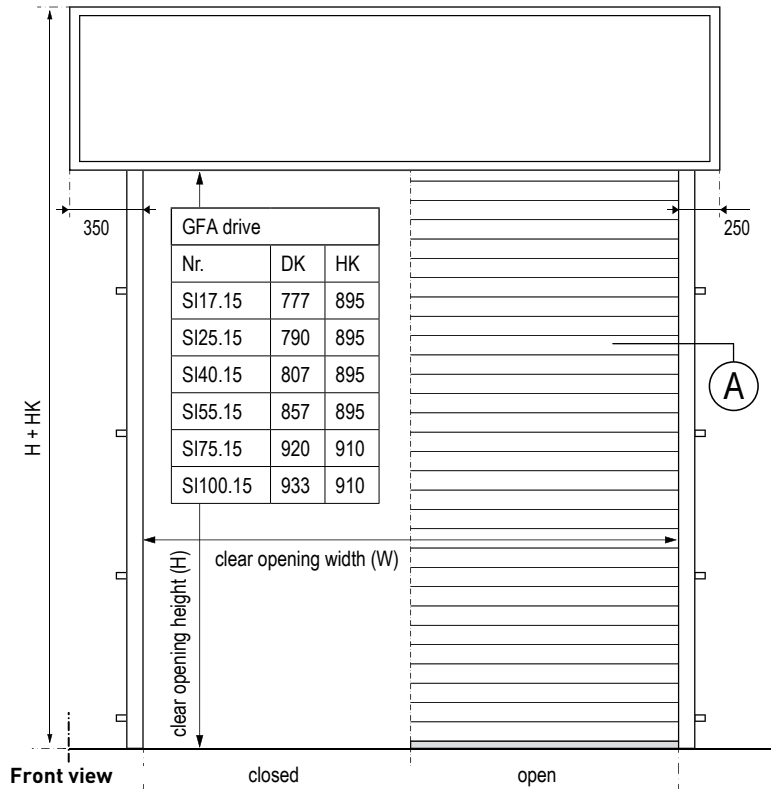 350
250
GFA drive
Nr. DK HK
SI17.15 777 895
SI25.15 790 895
SI40.15 807 895
SI55.15 857 895
SI75.15 920 910
SI100.15 933 910
A
H + HK
clear opening width (W)
clear opening height (H)
Front view closed open